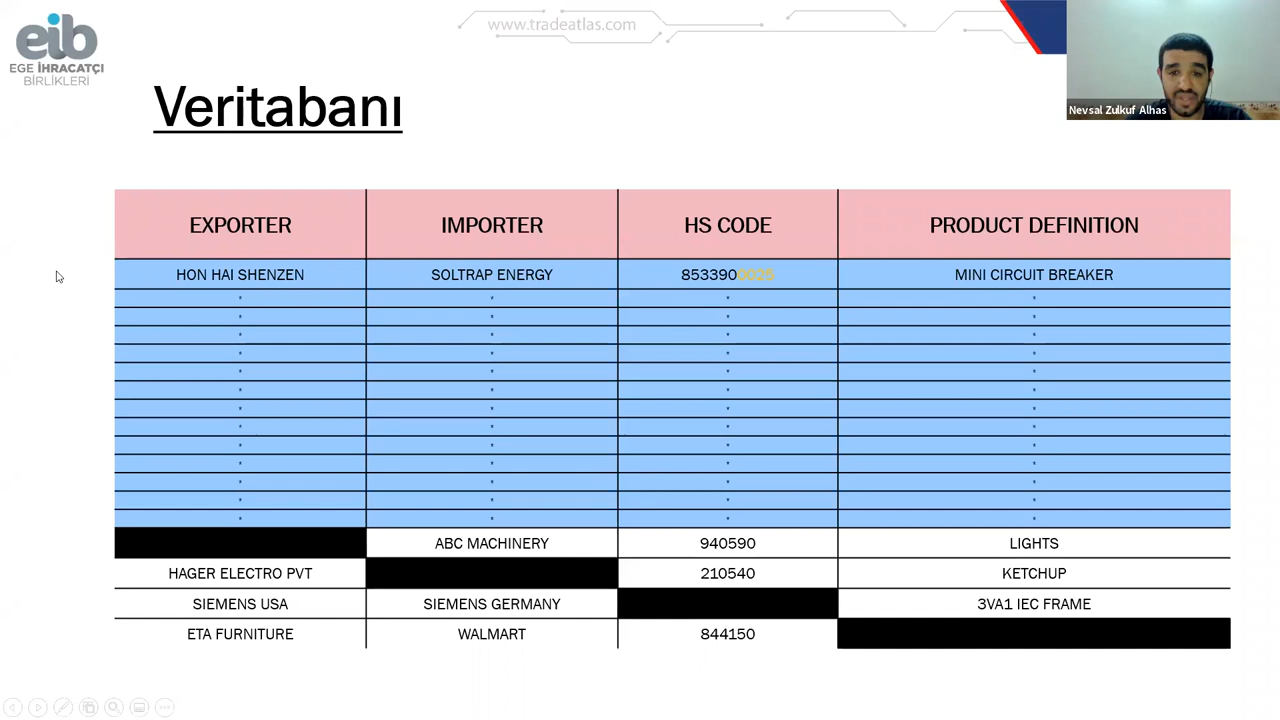 eib
EGE İHRACATÇI
BİRLİKLERİ
www.tradeatlas.com
Nevsal Zulkuf Alhas
Veritabanı
EXPORTER IMPORTER HS CODE PRODUCT DEFINITION
HON HAI SHENZEN SOLTRAP ENERGY 8533900025 MINI CIRCUIT BREAKER
ABC MACHINERY 940590 LIGHTS
HAGER ELECTRO PVT 210540 KETCHUP
SIEMENS USA SIEMENS GERMANY 3VA1 IEC FRAME
ETA FURNITURE WALMART 844150